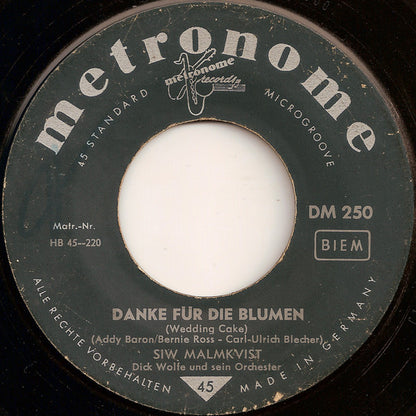 metronome
metronome
records
45 STANDARD
MICROGROOVE
Matr.-Nr.
HB 45—220
DM 250
BIEM
DANKE FÜR DIE BLUMEN
(Wedding Cake)
(Addy Baron/Bernie Ross - Carl-Ulrich Blecher)
SIW MALMKVIST
Dick Wolfe und sein Orchester
ALLE RECHTE VORBEHALTEN
45
MADE IN GERMANY